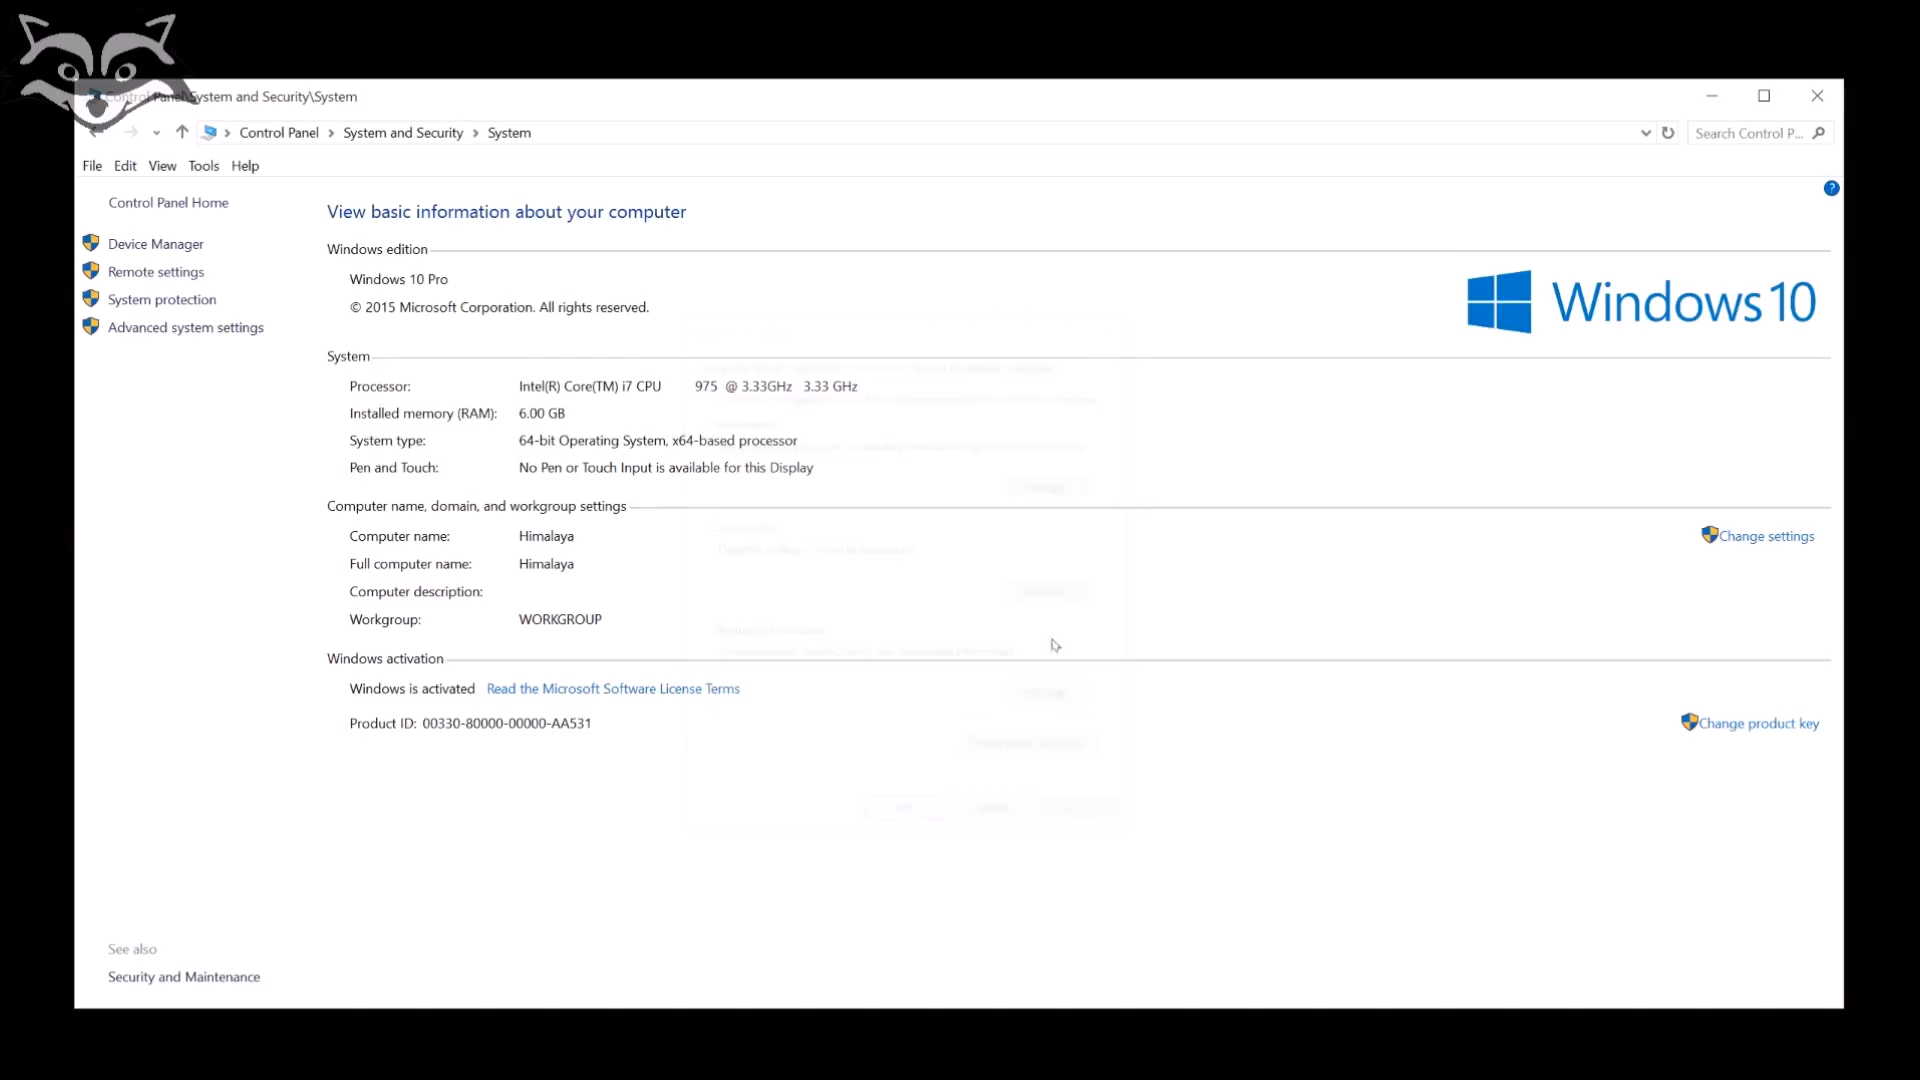 Control Panel\System and Security\System
Control Panel > System and Security > System
Search Control P...
File Edit View Tools Help
Control Panel Home
Device Manager
Remote settings
System protection
Advanced system settings
View basic information about your computer
Windows edition
Windows 10 Pro
© 2015 Microsoft Corporation. All rights reserved.
Windows 10
System
Processor: Intel(R) Core(TM) i7 CPU 975 @ 3.33GHz 3.33 GHz
Installed memory (RAM): 6.00 GB
System type: 64-bit Operating System, x64-based processor
Pen and Touch: No Pen or Touch Input is available for this Display
Computer name, domain, and workgroup settings
Computer name: Himalaya
Change settings
Full computer name: Himalaya
Computer description:
Workgroup: WORKGROUP
Windows activation
Windows is activated Read the Microsoft Software License Terms
Product ID: 00330-80000-00000-AA531
Change product key
See also
Security and Maintenance